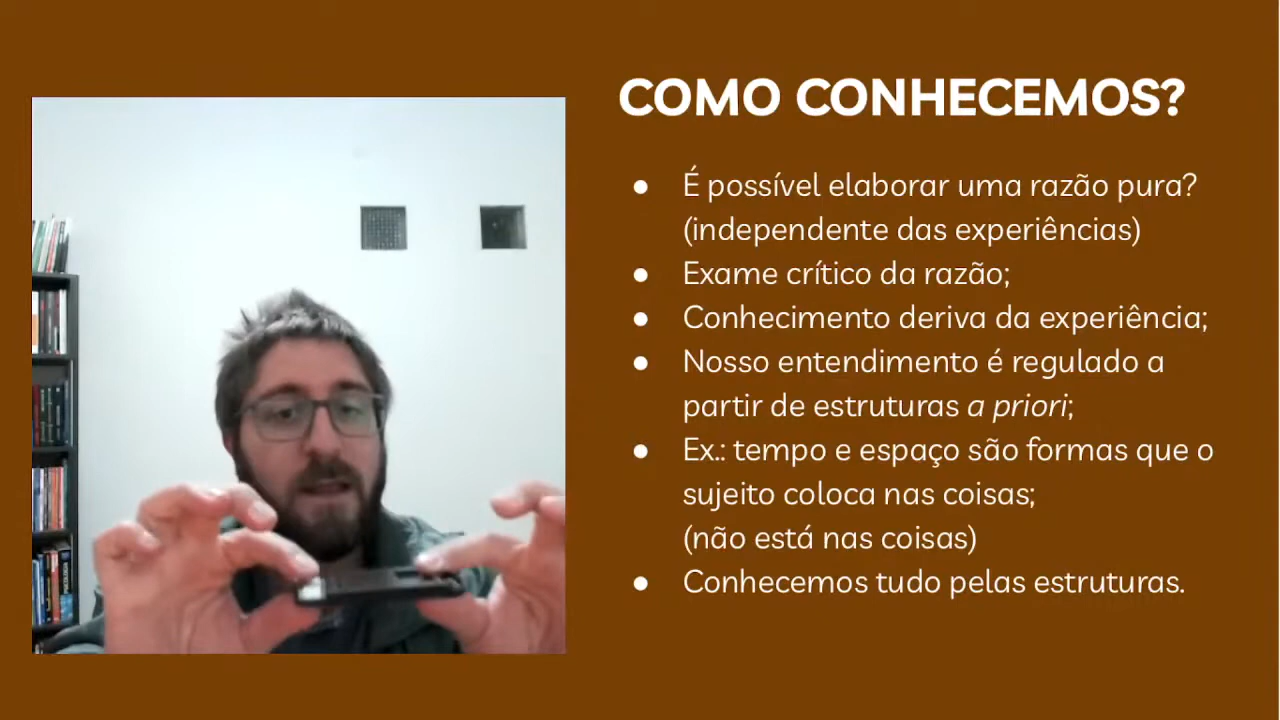 COMO CONHECEMOS?
● É possível elaborar uma razão pura?
(independente das experiências)
● Exame crítico da razão;
● Conhecimento deriva da experiência;
● Nosso entendimento é regulado a
partir de estruturas a priori;
● Ex.: tempo e espaço são formas que o
sujeito coloca nas coisas;
(não está nas coisas)
● Conhecemos tudo pelas estruturas.